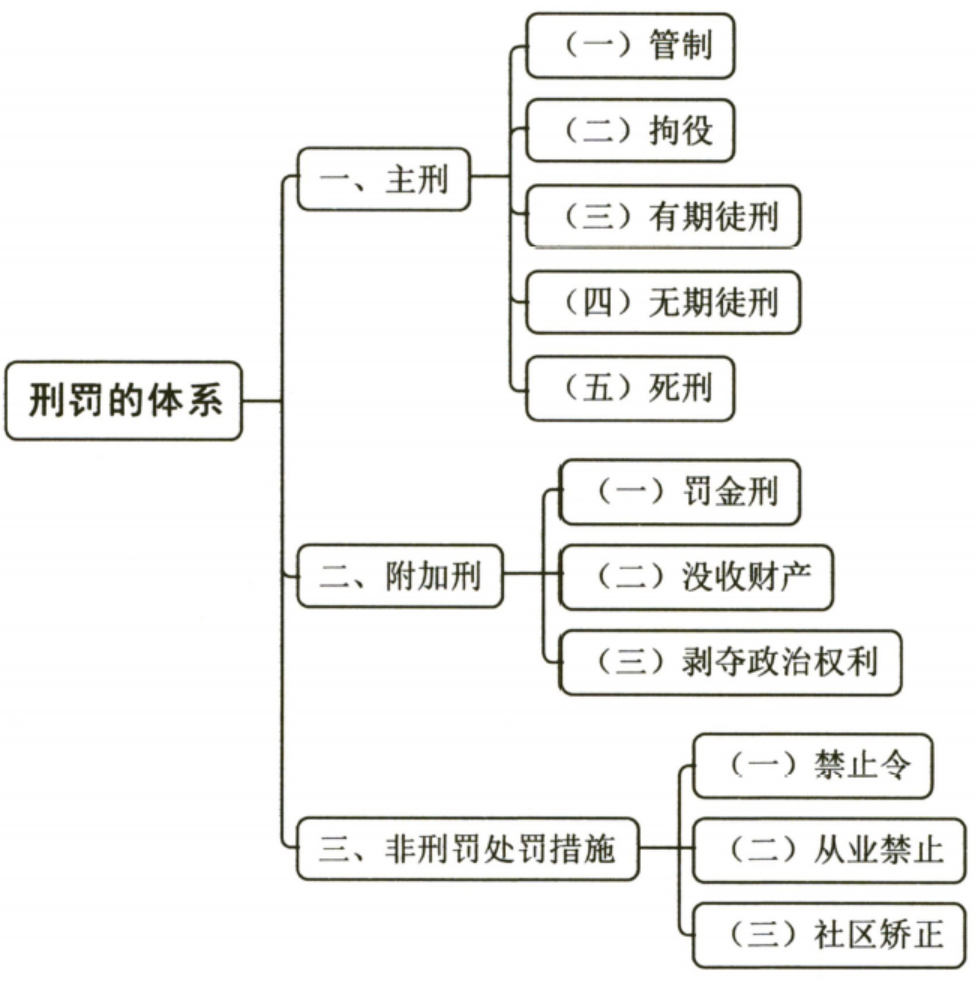 刑罚的体系
一、主刑
（一）管制
（二）拘役
（三）有期徒刑
（四）无期徒刑
（五）死刑
二、附加刑
（一）罚金刑
（二）没收财产
（三）剥夺政治权利
三、非刑罚处罚措施
（一）禁止令
（二）从业禁止
（三）社区矫正